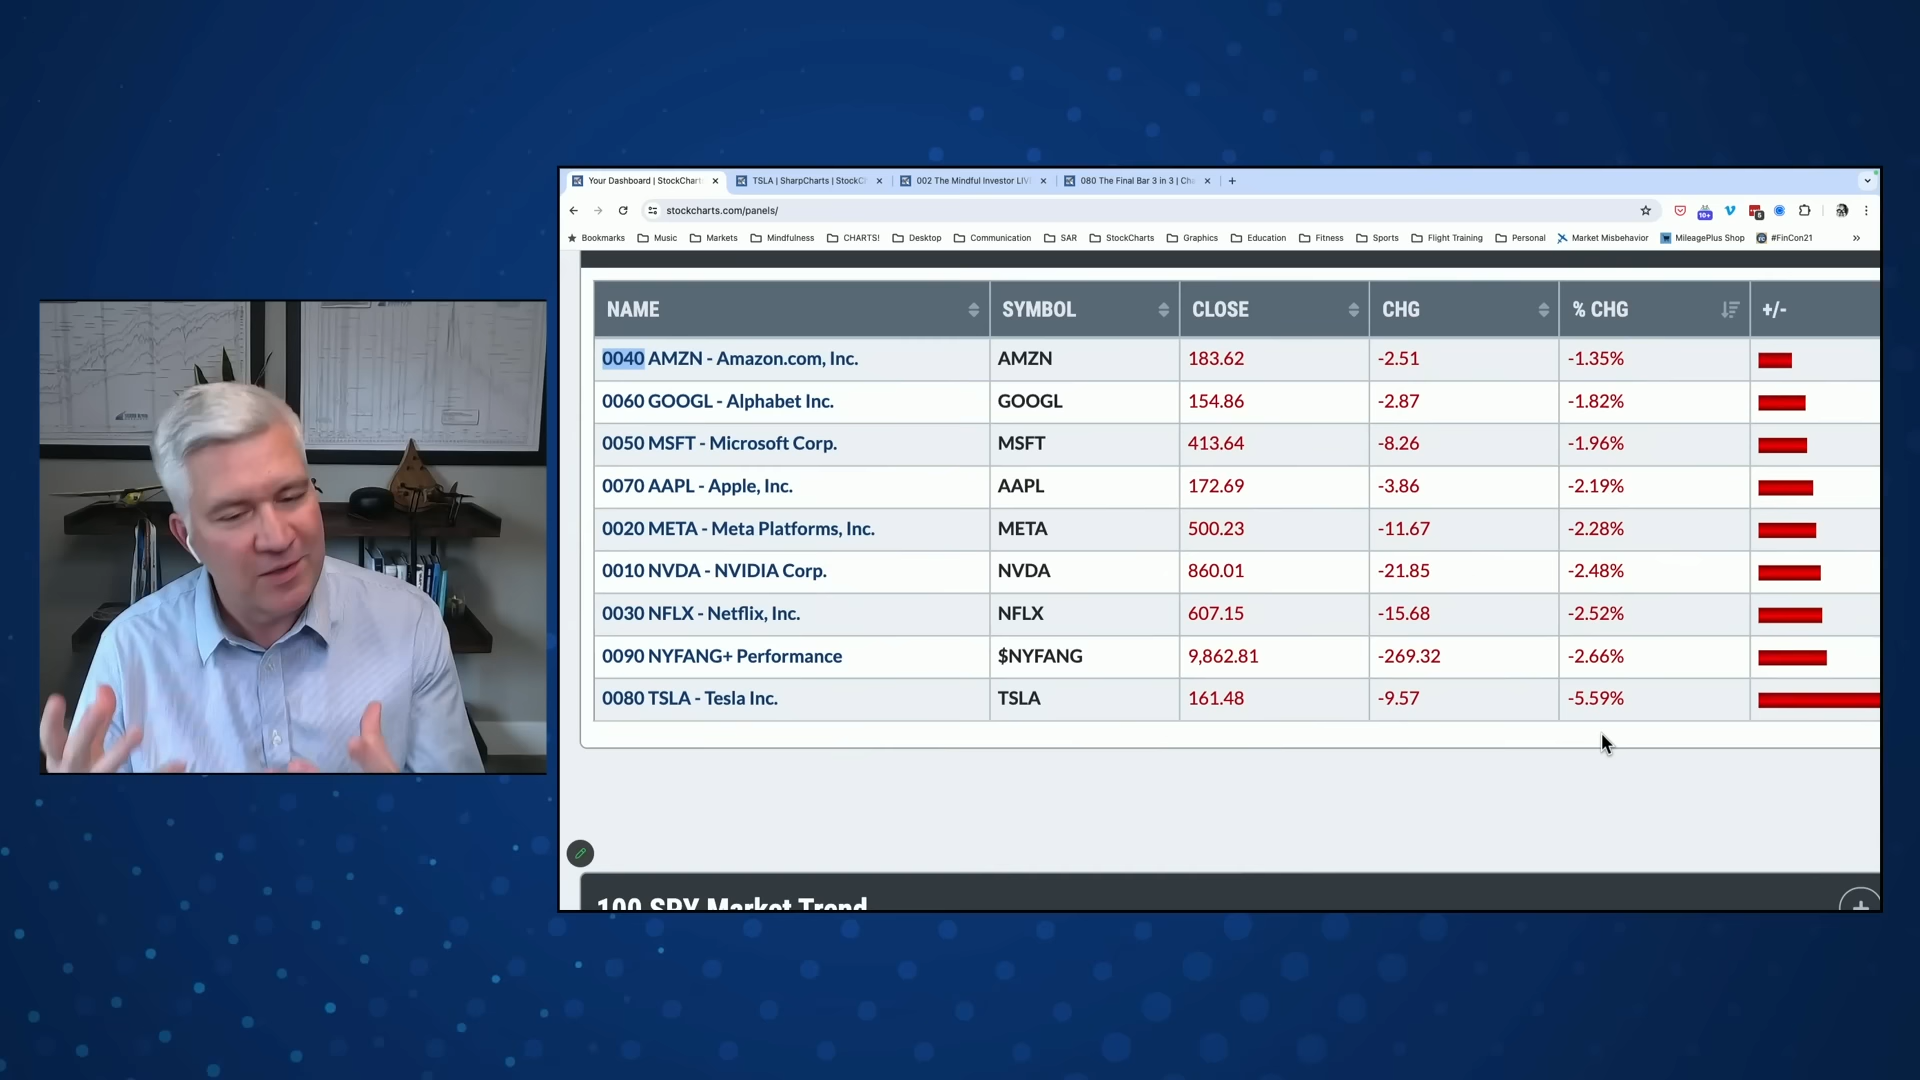 Your Dashboard | StockChart
TSLA | SharpCharts | StockC
002 The Mindful Investor LIV
080 The Final Bar 3 in 3 | Ch
stockcharts.com/panels/
10+
5
Bookmarks Music Markets Mindfulness CHARTS! Desktop Communication SAR StockCharts Graphics Education Fitness Sports Flight Training Personal Market Misbehavior MileagePlus Shop #FinCon21 »
NAME SYMBOL CLOSE CHG % CHG +/-
0040 AMZN - Amazon.com, Inc. AMZN 183.62 -2.51 -1.35%
0060 GOOGL - Alphabet Inc. GOOGL 154.86 -2.87 -1.82%
0050 MSFT - Microsoft Corp. MSFT 413.64 -8.26 -1.96%
0070 AAPL - Apple, Inc. AAPL 172.69 -3.86 -2.19%
0020 META - Meta Platforms, Inc. META 500.23 -11.67 -2.28%
0010 NVDA - NVIDIA Corp. NVDA 860.01 -21.85 -2.48%
0030 NFLX - Netflix, Inc. NFLX 607.15 -15.68 -2.52%
0090 NYFANG+ Performance $NYFANG 9,862.81 -269.32 -2.66%
0080 TSLA - Tesla Inc. TSLA 161.48 -9.57 -5.59%
100 SPY Market Trend